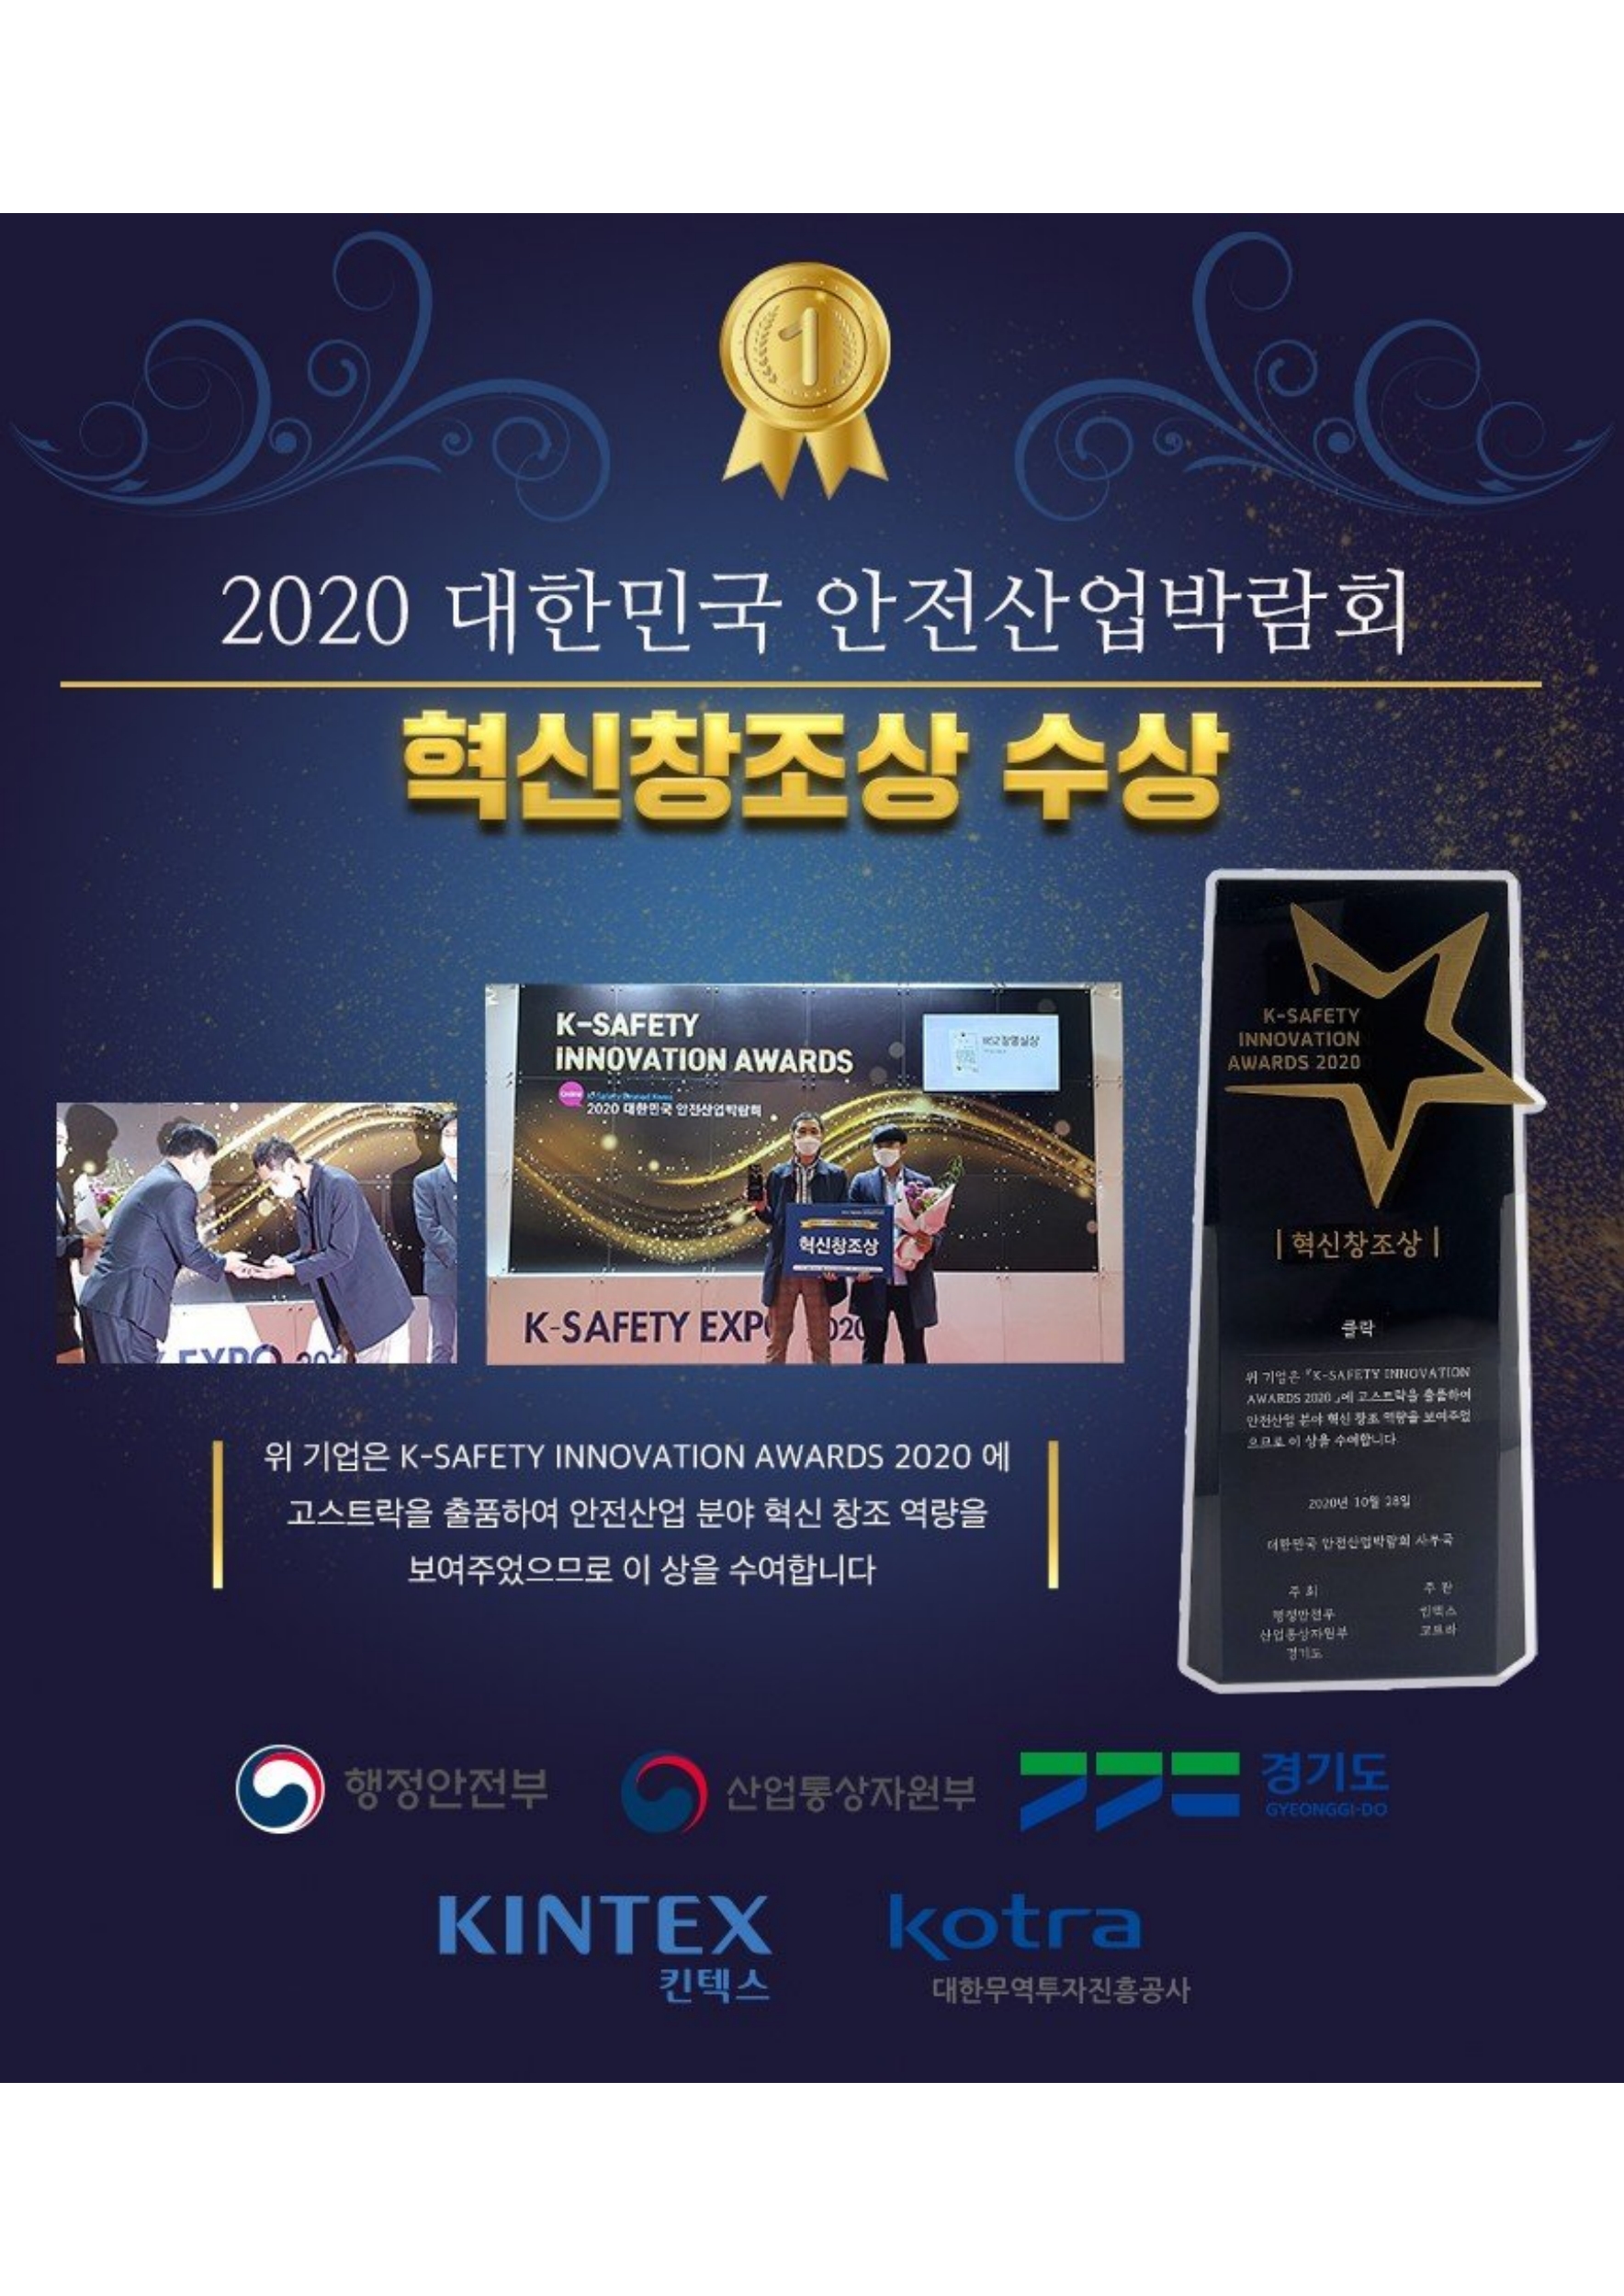 1
2020 대한민국 안전산업박람회
혁신창조상 수상
K-SAFETY
INNOVATION AWARDS
Online
2020 대한민국 안전산업박람회
혁신창조상
K-SAFETY EXPO 2020
EXPO 202
K-SAFETY
INNOVATION
AWARDS 2020
혁신창조상
클락
위 기업은 『K-SAFETY INNOVATION
AWARDS 2020』에 고스트락을 출품하여
안전산업 분야 혁신 창조 역량을 보여주었
으므로 이 상을 수여합니다
2020년 10월 28일
대한민국 안전산업박람회 사무국
주 최 주 관
행정안전부 킨텍스
산업통상자원부 코트라
경기도
위 기업은 K-SAFETY INNOVATION AWARDS 2020 에
고스트락을 출품하여 안전산업 분야 혁신 창조 역량을
보여주었으므로 이 상을 수여합니다
행정안전부
산업통상자원부
경기도
GYEONGGI-DO
KINTEX
킨텍스
kotra
대한무역투자진흥공사